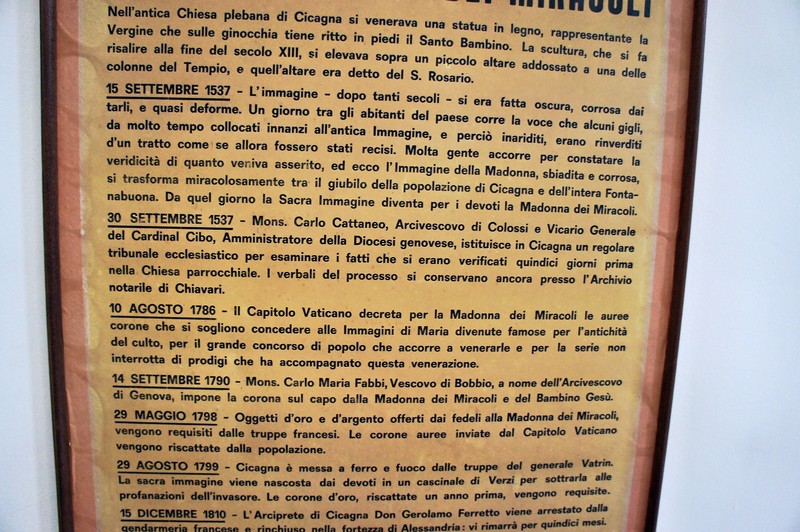 DEI MIRACOLI
Nell'antica Chiesa plebana di Cicagna si venerava una statua in legno, rappresentante la
Vergine che sulle ginocchia tiene ritto in piedi il Santo Bambino. La scultura, che si fa
risalire alla fine del secolo XIII, si elevava sopra un piccolo altare addossato a una delle
colonne del Tempio, e quell'altare era detto del S. Rosario.
15 SETTEMBRE 1537 - L'immagine - dopo tanti secoli - si era fatta oscura, corrosa dai
tarli, e quasi deforme. Un giorno tra gli abitanti del paese corre la voce che alcuni gigli,
da molto tempo collocati innanzi all'antica Immagine, e perciò inariditi, erano rinverditi
d'un tratto come se allora fossero stati recisi. Molta gente accorre per constatare la
veridicità di quanto veniva asserito, ed ecco l'Immagine della Madonna, sbiadita e corrosa,
si trasforma miracolosamente tra il giubilo della popolazione di Cicagna e dell'intera Fonta-
nabuona. Da quel giorno la Sacra Immagine diventa per i devoti la Madonna dei Miracoli.
30 SETTEMBRE 1537 - Mons. Carlo Cattaneo, Arcivescovo di Colossi e Vicario Generale
del Cardinal Cibo, Amministratore della Diocesi genovese, istituisce in Cicagna un regolare
tribunale ecclesiastico per esaminare i fatti che si erano verificati quindici giorni prima
nella Chiesa parrocchiale. I verbali del processo si conservano ancora presso l'Archivio
notarile di Chiavari.
10 AGOSTO 1786 - Il Capitolo Vaticano decreta per la Madonna dei Miracoli le auree
corone che si sogliono concedere alle Immagini di Maria divenute famose per l'antichità
del culto, per il grande concorso di popolo che accorre a venerarle e per la serie non
interrotta di prodigi che ha accompagnato questa venerazione.
14 SETTEMBRE 1790 - Mons. Carlo Maria Fabbi, Vescovo di Bobbio, a nome dell'Arcivescovo
di Genova, impone la corona sul capo dalla Madonna dei Miracoli e del Bambino Gesù.
29 MAGGIO 1798 - Oggetti d'oro e d'argento offerti dai fedeli alla Madonna dei Miracoli,
vengono requisiti dalle truppe francesi. Le corone auree inviate dal Capitolo Vaticano
vengono riscattate dalla popolazione.
29 AGOSTO 1799 - Cicagna è messa a ferro e fuoco dalle truppe del generale Vatrin.
La sacra immagine viene nascosta dai devoti in un cascinale di Verzi per sottrarla alle
profanazioni dell'invasore. Le corone d'oro, riscattate un anno prima, vengono requisite.
15 DICEMBRE 1810 - L'Arciprete di Cicagna Don Gerolamo Ferretto viene arrestato dalla
gendarmeria francese e rinchiuso nella fortezza di Alessandria: vi rimarrà per quindici mesi.